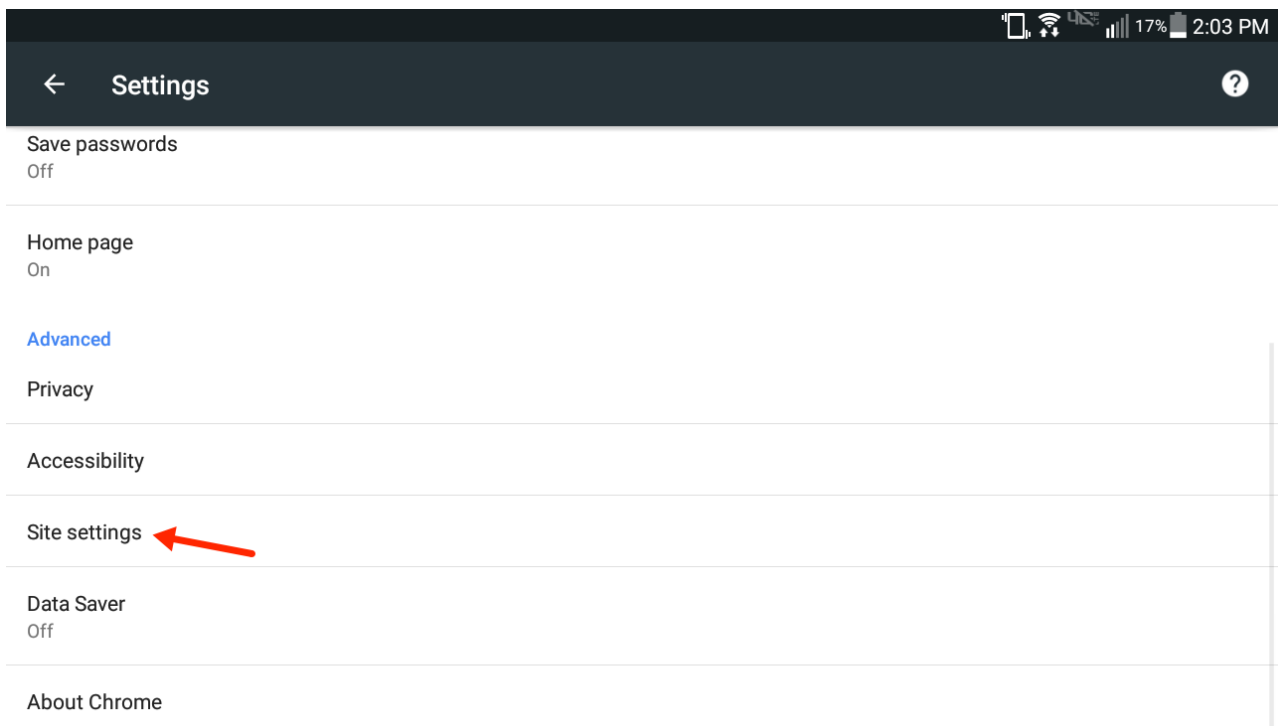 17% 2:03 PM
Settings
Save passwords
Off
Home page
On
Advanced
Privacy
Accessibility
Site settings
Data Saver
Off
About Chrome